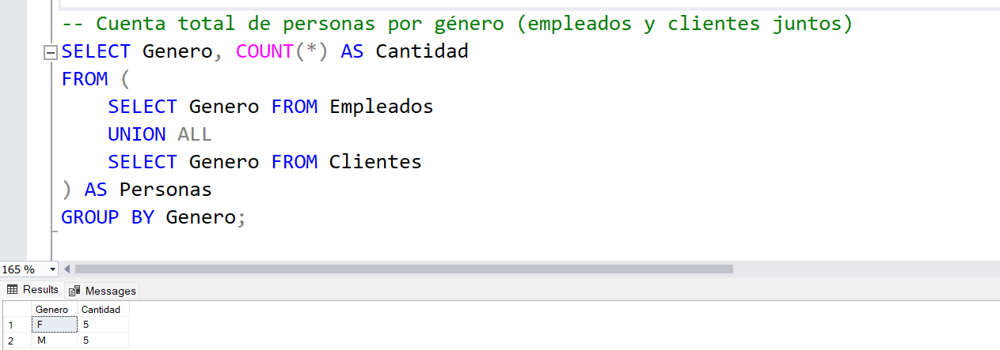 -- Cuenta total de personas por género (empleados y clientes juntos)
SELECT Genero, COUNT(*) AS Cantidad
FROM (
    SELECT Genero FROM Empleados
    UNION ALL
    SELECT Genero FROM Clientes
) AS Personas
GROUP BY Genero;
165 %
Results Messages
Genero Cantidad
1 F 5
2 M 5